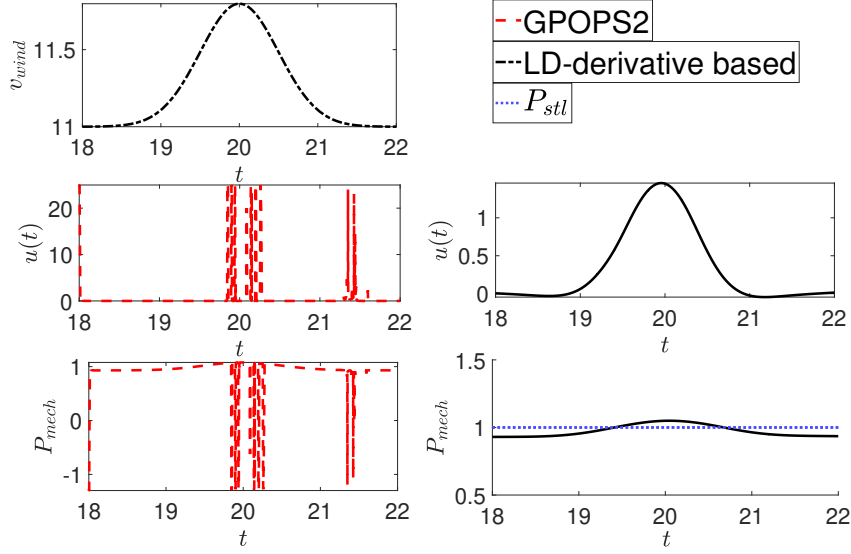 11.5
11
v_wind
18 19 20 21 22
t
GPOPS2
LD-derivative based
P_stl
20
10
0
u(t)
18 19 20 21 22
t
1
0.5
0
u(t)
18 19 20 21 22
t
1
0
-1
P_mech
18 19 20 21 22
t
1.5
1
0.5
P_mech
18 19 20 21 22
t